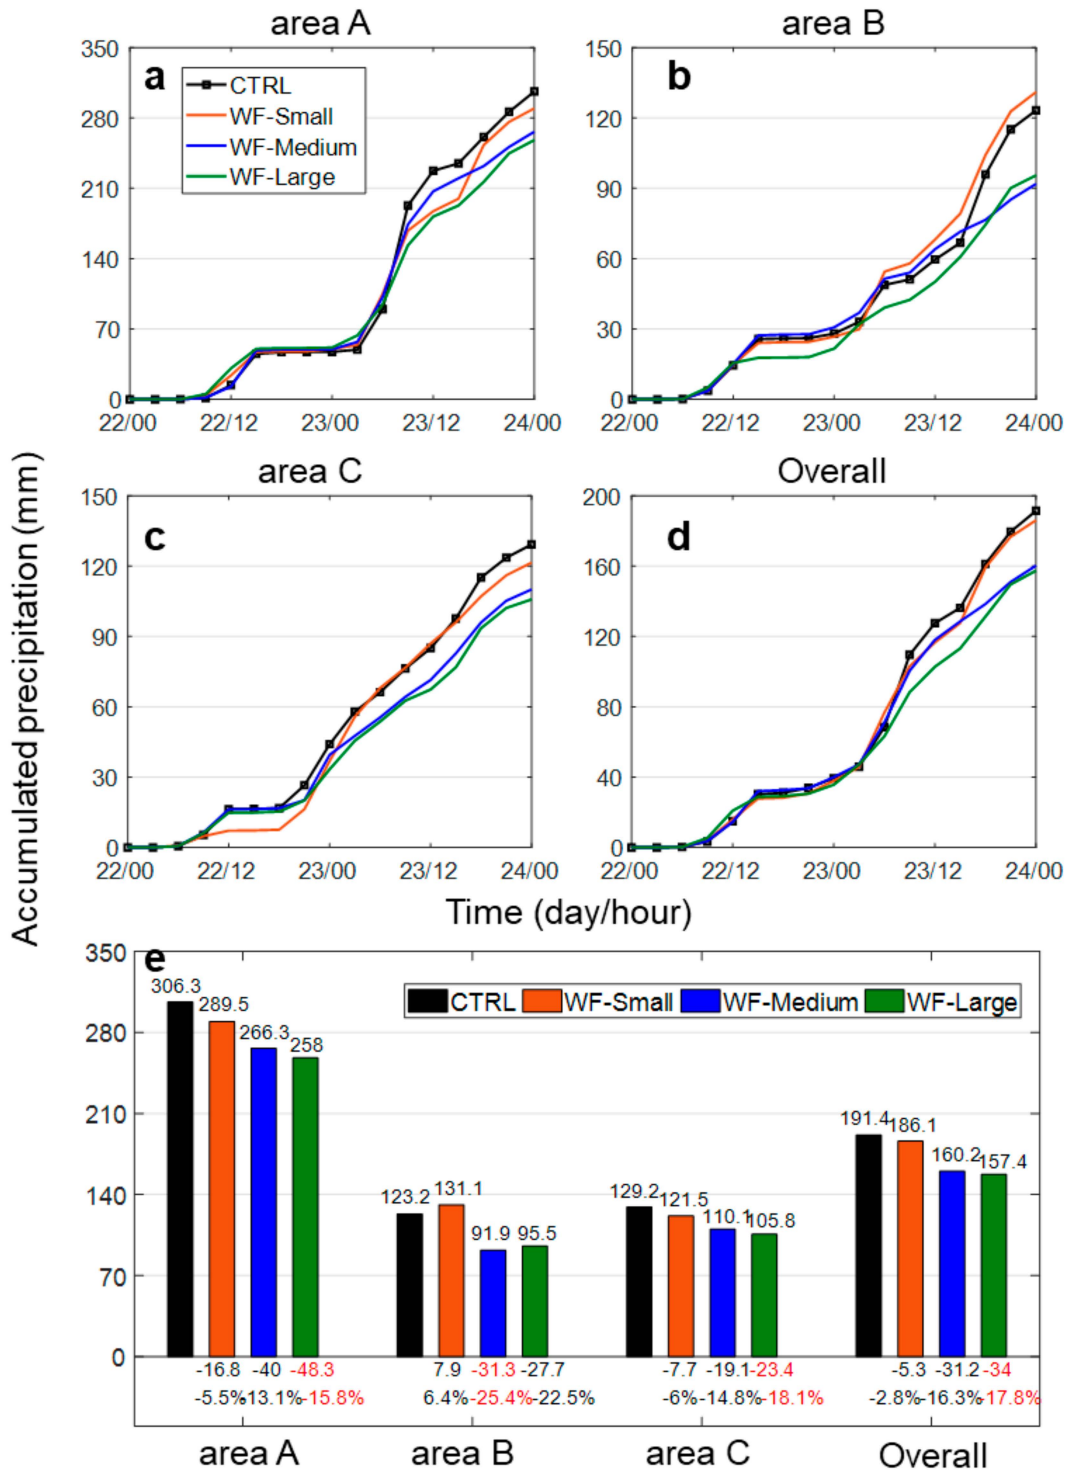 area A
area B
350
280
210
140
70
0
a
CTRL
WF-Small
WF-Medium
WF-Large
22/00 22/12 23/00 23/12 24/00
150
120
90
60
30
0
b
22/00 22/12 23/00 23/12 24/00
area C
Overall
150
120
90
60
30
0
c
22/00 22/12 23/00 23/12 24/00
200
160
120
80
40
0
d
22/00 22/12 23/00 23/12 24/00
Accumulated precipitation (mm)
Time (day/hour)
e
350
280
210
140
70
0
CTRL WF-Small WF-Medium WF-Large
306.3 289.5 266.3 258
123.2 131.1 91.9 95.5
129.2 121.5 110.1 105.8
191.4 186.1 160.2 157.4
-16.8 -40 -48.3 7.9 -31.3 -27.7 -7.7 -19.1 -23.4 -5.3 -31.2 -34
-5.5% -13.1% -15.8% 6.4% -25.4% -22.5% -6% -14.8% -18.1% -2.8% -16.3% -17.8%
area A area B area C Overall